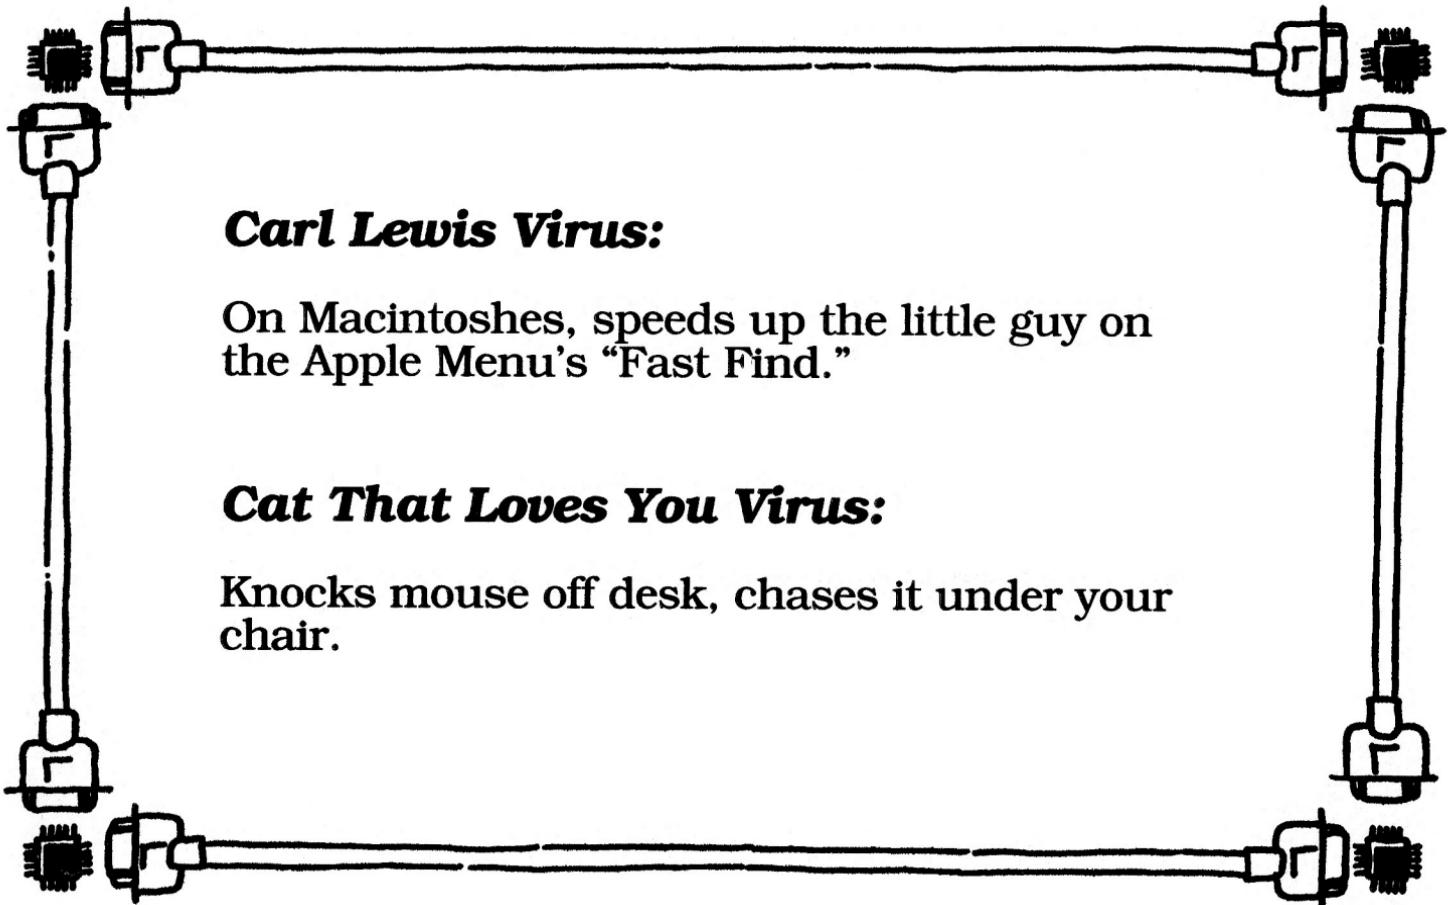 Carl Lewis Virus:
On Macintoshes, speeds up the little guy on
the Apple Menu's “Fast Find.”
Cat That Loves You Virus:
Knocks mouse off desk, chases it under your
chair.